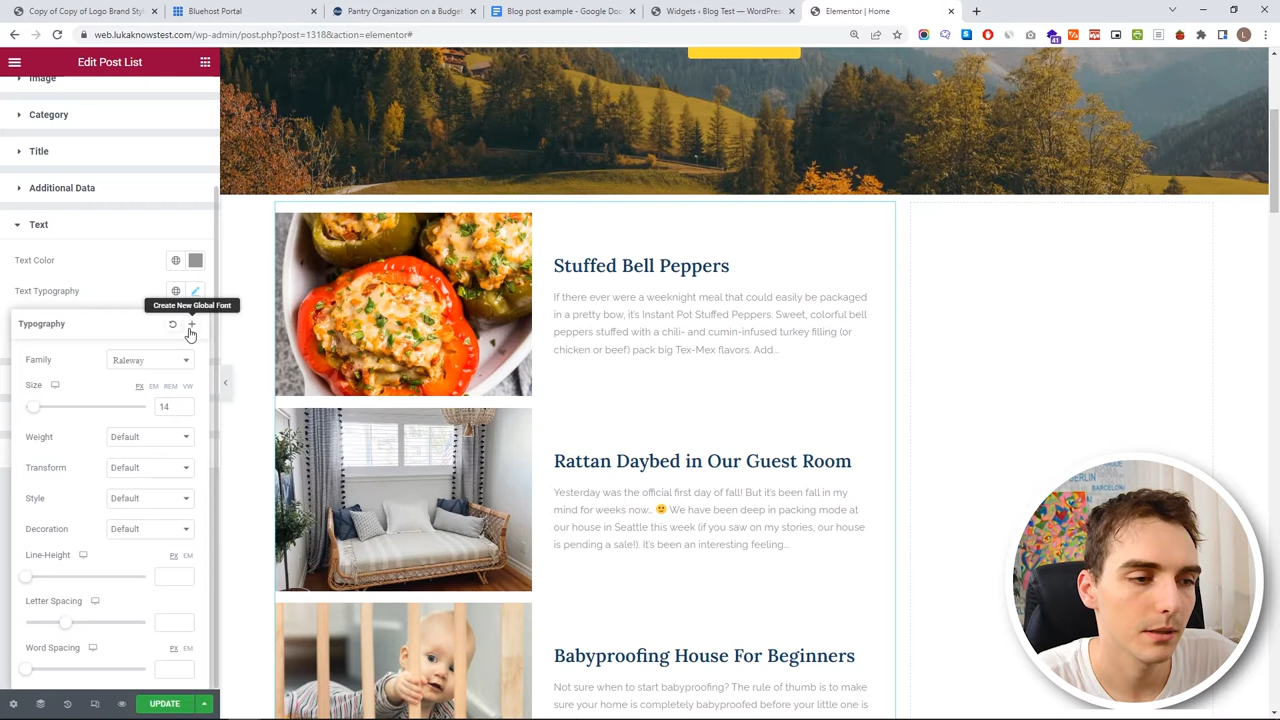 Copy of Copy of Logo Brand Style
Bluehost Portal
Pantry Organization on a Budget
Blog post example - Google Doc
Widgets ‹ Blog Test — WordPress
Elementor | Home
web.lukaknowstest.com/wp-admin/post.php?post=1318&action=elementor#
41
L
Edit Post List
Image
Category
Title
Additional Data
Text
Text Color
Text Typography
Create New Global Font
Typography
Family Raleway
Size PX EM REM VW
14
Weight Default
Transform Default
Style Default
Decoration Default
Line-Height PX EM
Letter Spacing
Word Spacing PX EM
UPDATE
Stuffed Bell Peppers
If there ever were a weeknight meal that could easily be packaged
in a pretty bow, it's Instant Pot Stuffed Peppers. Sweet, colorful bell
peppers stuffed with a chili- and cumin-infused turkey filling (or
chicken or beef) pack big Tex-Mex flavors. Add...
Rattan Daybed in Our Guest Room
Yesterday was the official first day of fall! But it's been fall in my
mind for weeks now... 🙂 We have been deep in packing mode at
our house in Seattle this week (if you saw on my stories, our house
is pending a sale!). It's been an interesting feeling...
Babyproofing House For Beginners
Not sure when to start babyproofing? The rule of thumb is to make
sure your home is completely babyproofed before your little one is
BERLIN
BARCELONA